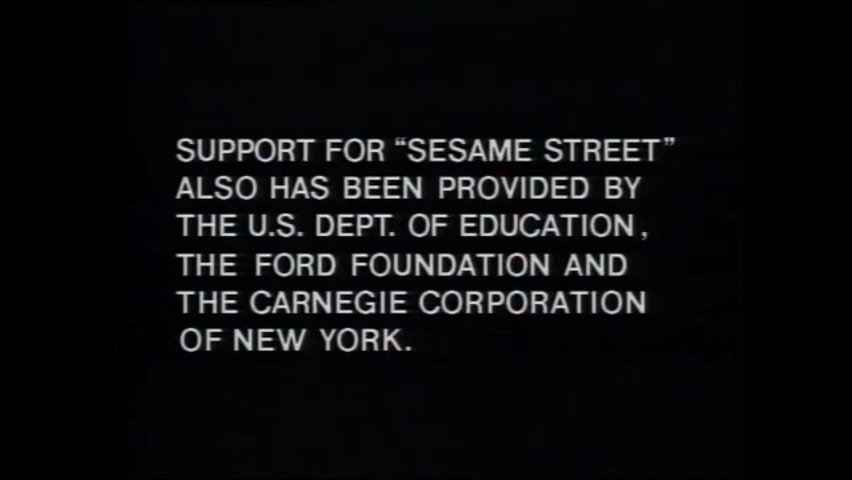 SUPPORT FOR “SESAME STREET”
ALSO HAS BEEN PROVIDED BY
THE U.S. DEPT. OF EDUCATION,
THE FORD FOUNDATION AND
THE CARNEGIE CORPORATION
OF NEW YORK.